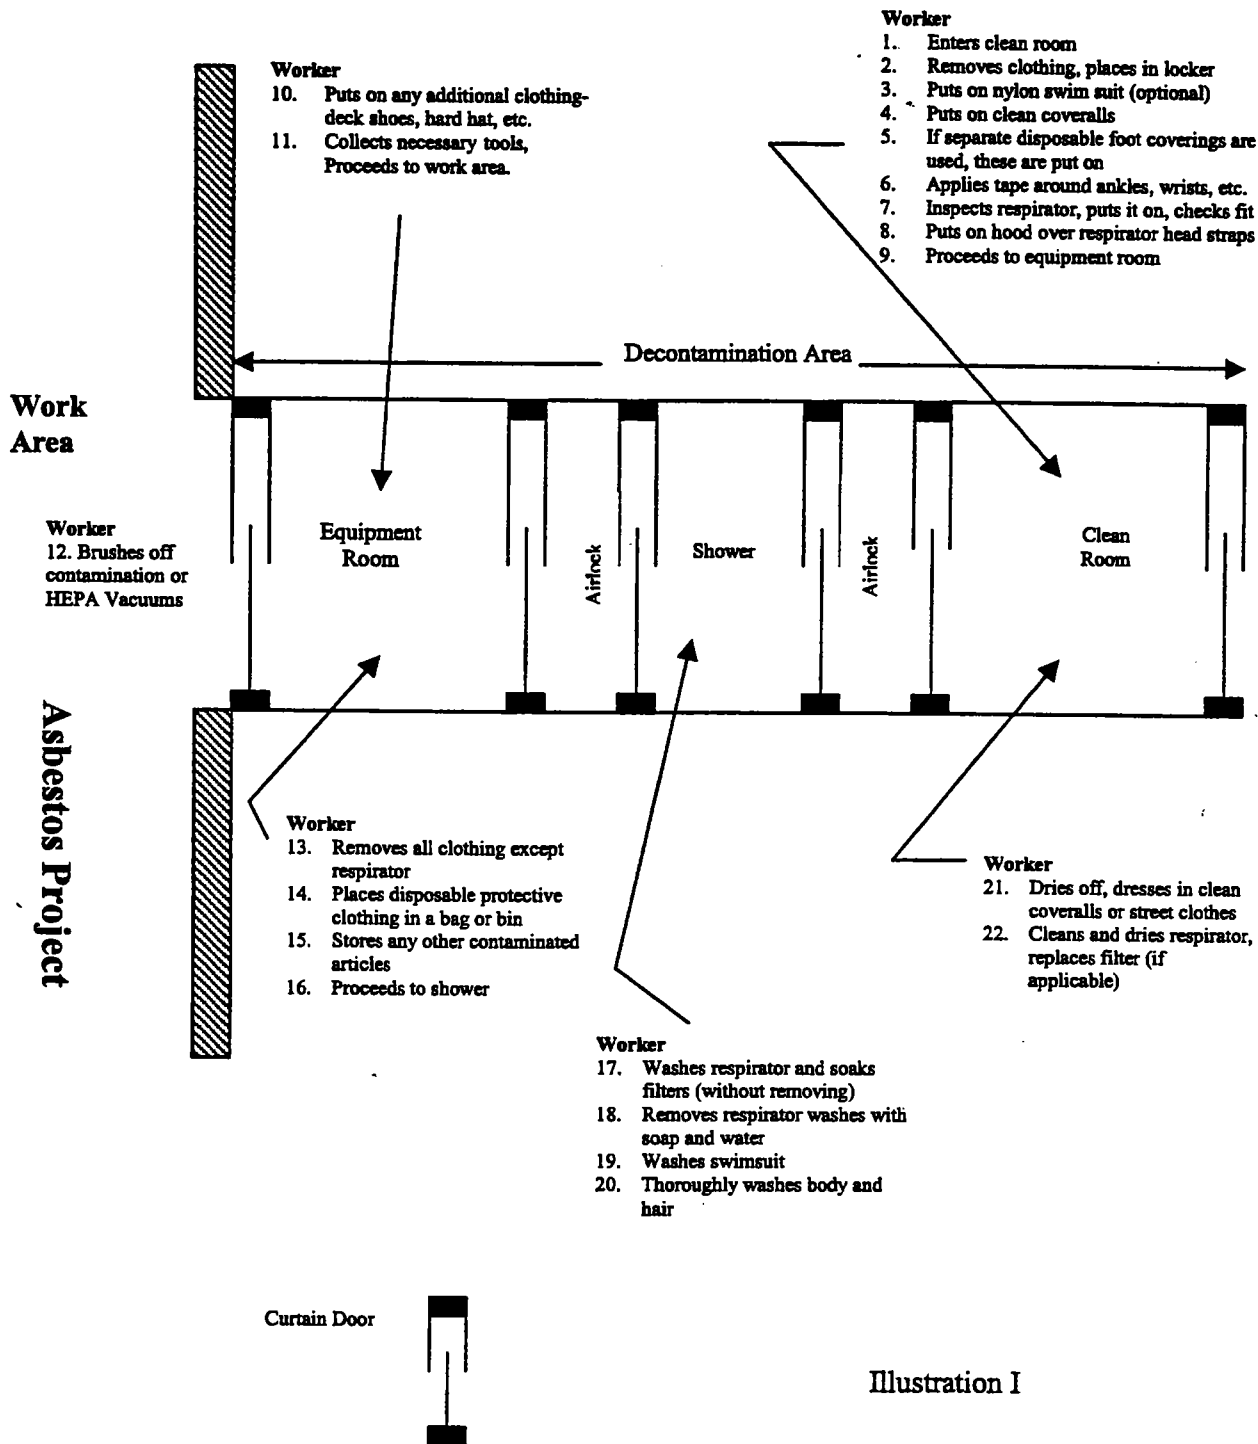 Worker
1. Enters clean room
2. Removes clothing, places in locker
3. Puts on nylon swim suit (optional)
4. Puts on clean coveralls
5. If separate disposable foot coverings are
used, these are put on
6. Applies tape around ankles, wrists, etc.
7. Inspects respirator, puts it on, checks fit
8. Puts on hood over respirator head straps
9. Proceeds to equipment room
Worker
10. Puts on any additional clothing-
deck shoes, hard hat, etc.
11. Collects necessary tools,
Proceeds to work area.
Decontamination Area
Work
Area
Worker
12. Brushes off
contamination or
HEPA Vacuums
Equipment
Room
Airlock
Shower
Airlock
Clean
Room
Asbestos Project
Worker
13. Removes all clothing except
respirator
14. Places disposable protective
clothing in a bag or bin
15. Stores any other contaminated
articles
16. Proceeds to shower
Worker
17. Washes respirator and soaks
filters (without removing)
18. Removes respirator washes with
soap and water
19. Washes swimsuit
20. Thoroughly washes body and
hair
Worker
21. Dries off, dresses in clean
coveralls or street clothes
22. Cleans and dries respirator,
replaces filter (if
applicable)
Curtain Door
Illustration I